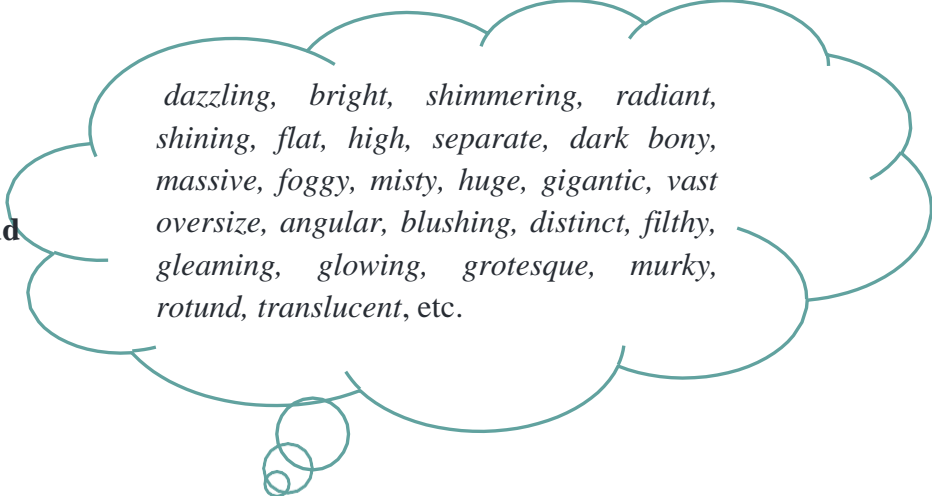 dazzling, bright, shimmering, radiant,
shining, flat, high, separate, dark bony,
massive, foggy, misty, huge, gigantic, vast
oversize, angular, blushing, distinct, filthy,
gleaming, glowing, grotesque, murky,
rotund, translucent, etc.